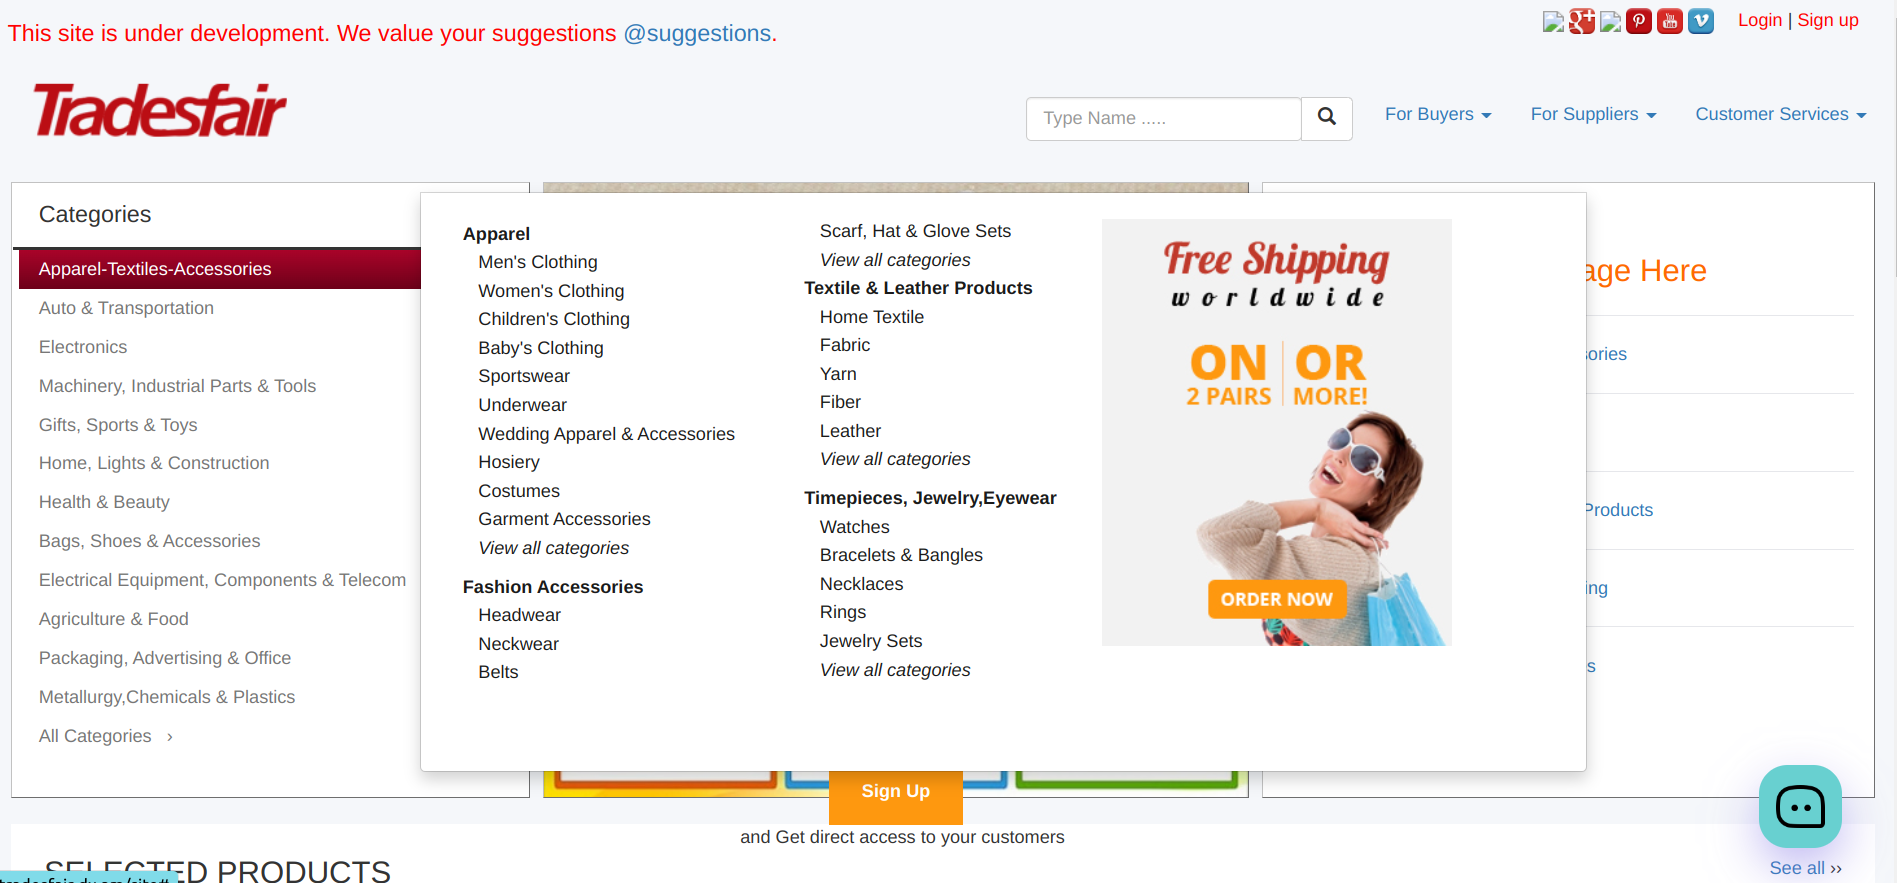 This site is under development. We value your suggestions @suggestions.
Login | Sign up
Tradesfair
Type Name .....
For Buyers
For Suppliers
Customer Services
Categories
Apparel-Textiles-Accessories
Auto & Transportation
Electronics
Machinery, Industrial Parts & Tools
Gifts, Sports & Toys
Home, Lights & Construction
Health & Beauty
Bags, Shoes & Accessories
Electrical Equipment, Components & Telecom
Agriculture & Food
Packaging, Advertising & Office
Metallurgy,Chemicals & Plastics
All Categories ›
Apparel
Men's Clothing
Women's Clothing
Children's Clothing
Baby's Clothing
Sportswear
Underwear
Wedding Apparel & Accessories
Hosiery
Costumes
Garment Accessories
View all categories
Fashion Accessories
Headwear
Neckwear
Belts
Scarf, Hat & Glove Sets
View all categories
Textile & Leather Products
Home Textile
Fabric
Yarn
Fiber
Leather
View all categories
Timepieces, Jewelry,Eyewear
Watches
Bracelets & Bangles
Necklaces
Rings
Jewelry Sets
View all categories
Free Shipping
worldwide
ON OR
2 PAIRS MORE!
ORDER NOW
Here
Products
Sign Up
and Get direct access to your customers
SELECTED PRODUCTS
See all ››